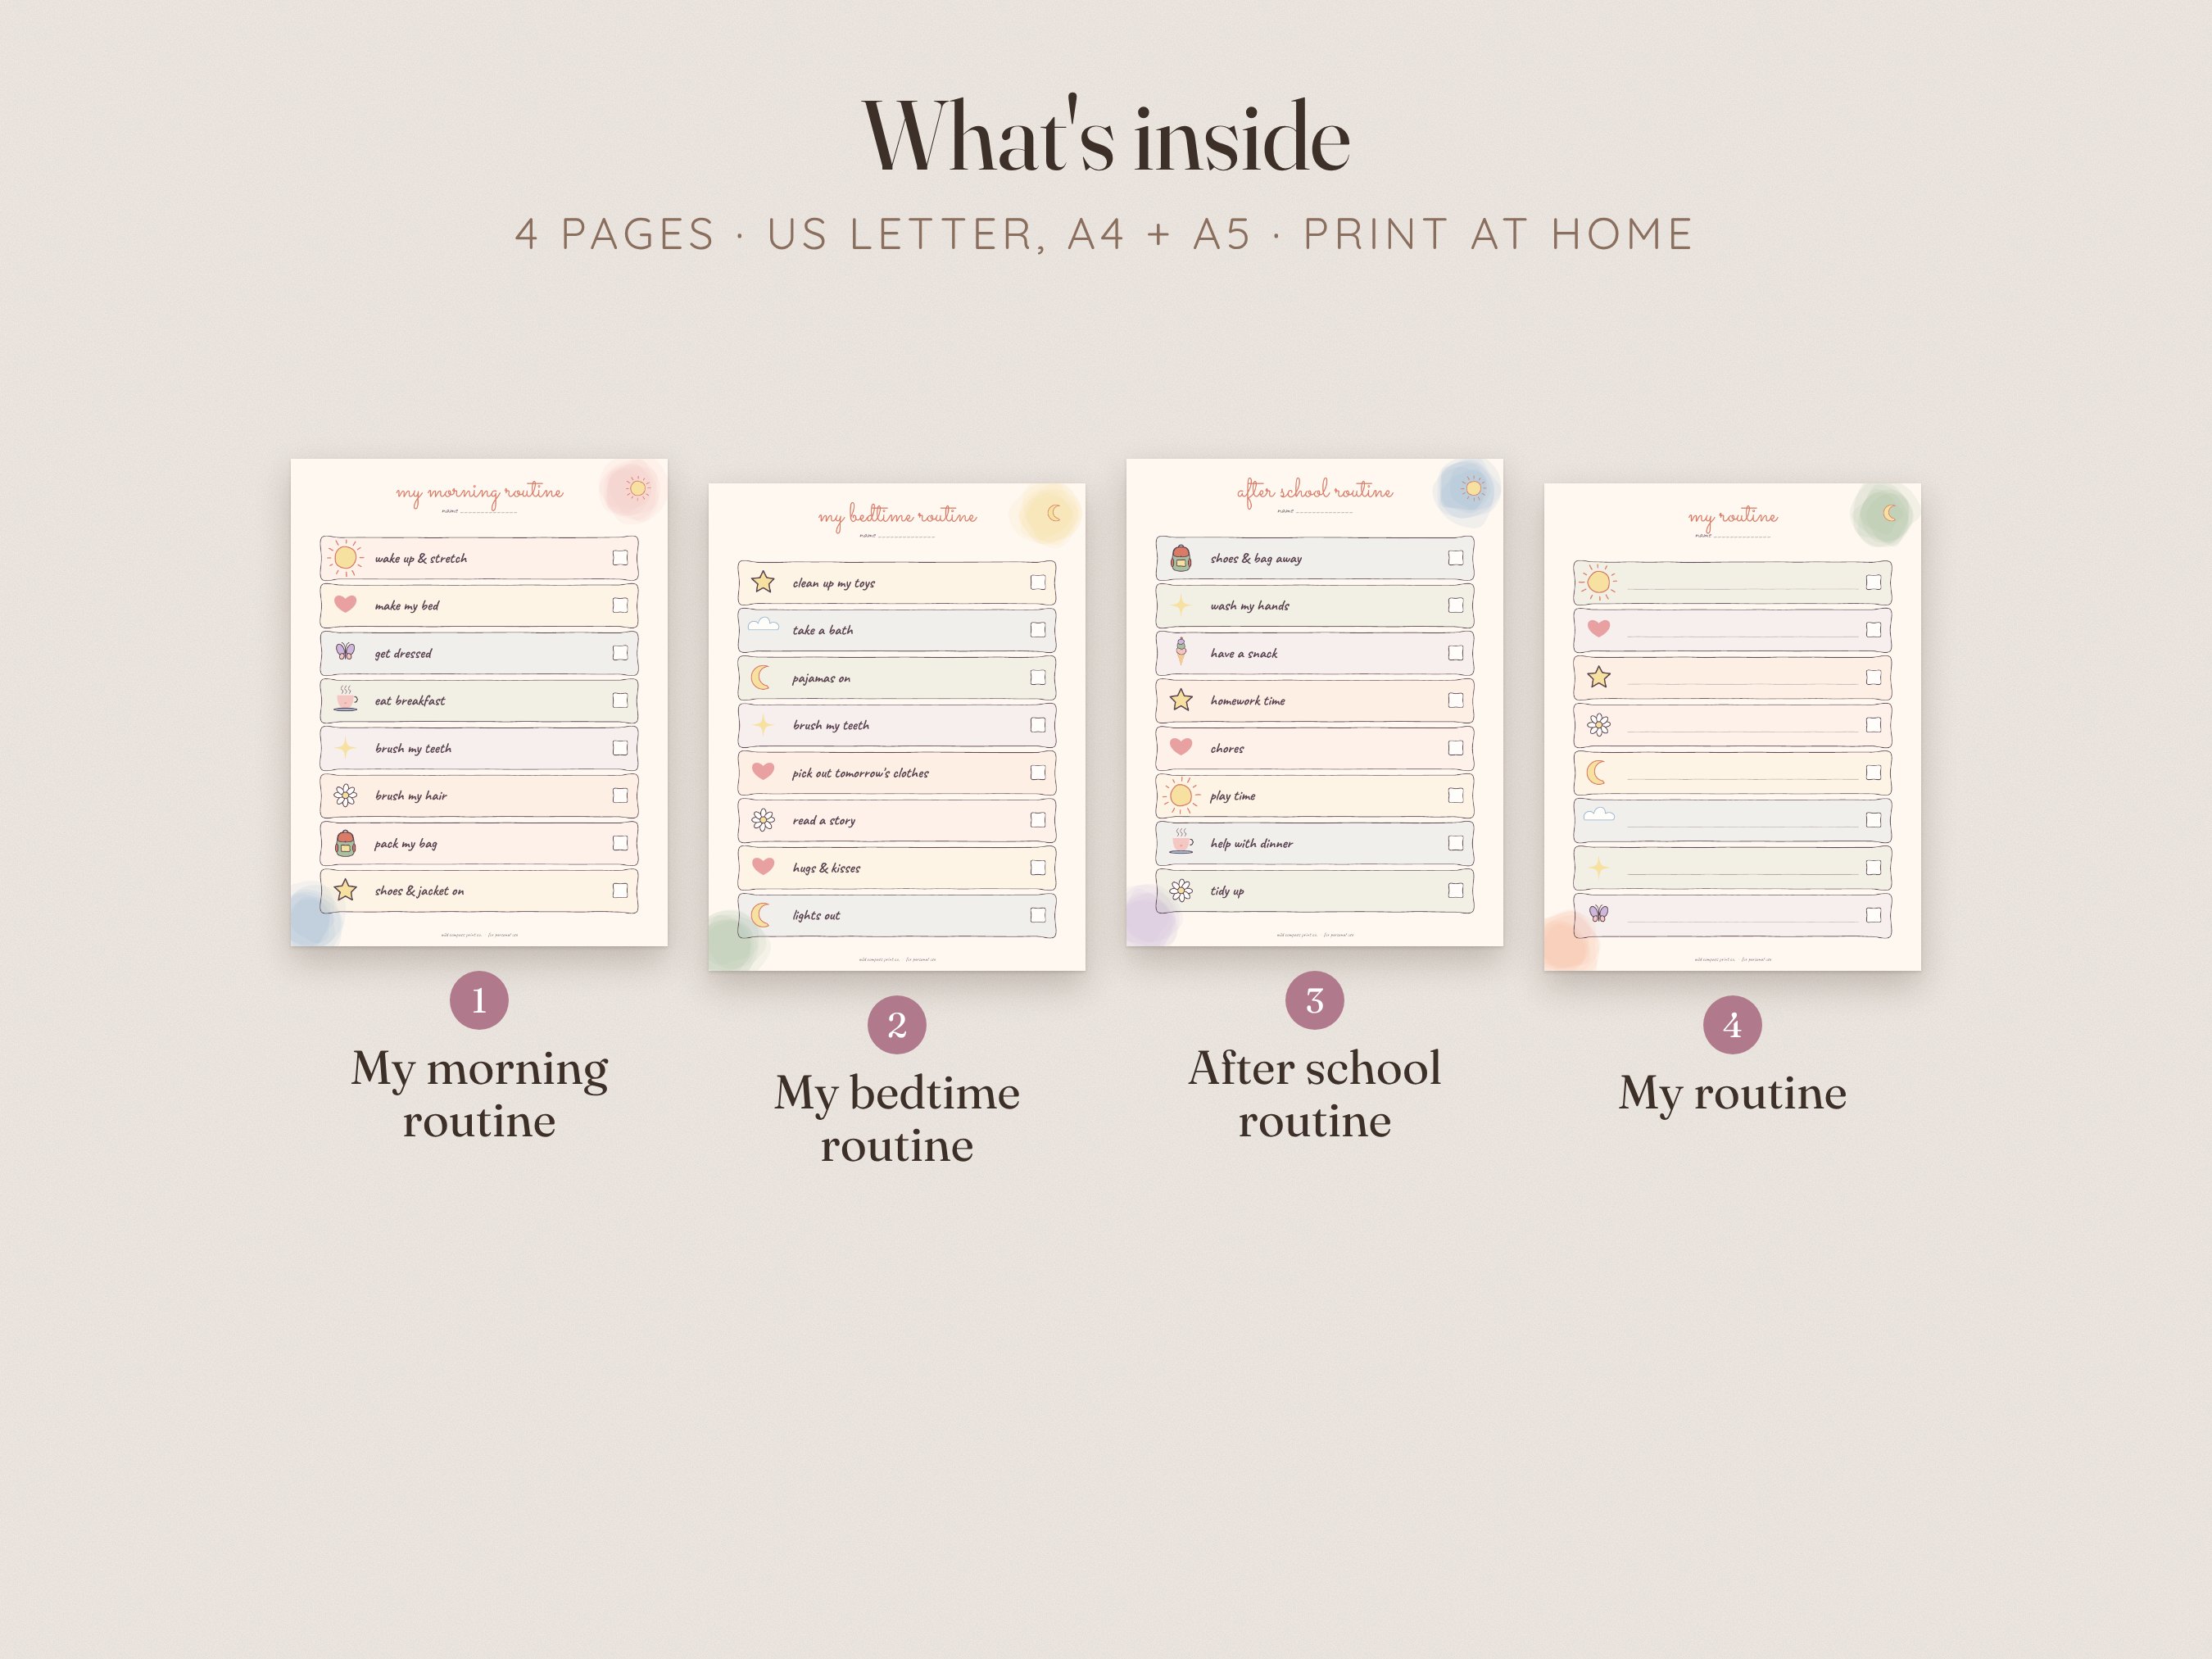 What's inside
4 PAGES · US LETTER, A4 + A5 · PRINT AT HOME
my morning routine
name
wake up & stretch
make my bed
get dressed
eat breakfast
brush my teeth
brush my hair
pack my bag
shoes & jacket on
1
My morning
routine
my bedtime routine
name
clean up my toys
take a bath
pajamas on
brush my teeth
pick out tomorrow's clothes
read a story
hugs & kisses
lights out
2
My bedtime
routine
after school routine
name
shoes & bag away
wash my hands
have a snack
homework time
chores
play time
help with dinner
tidy up
3
After school
routine
my routine
name
4
My routine